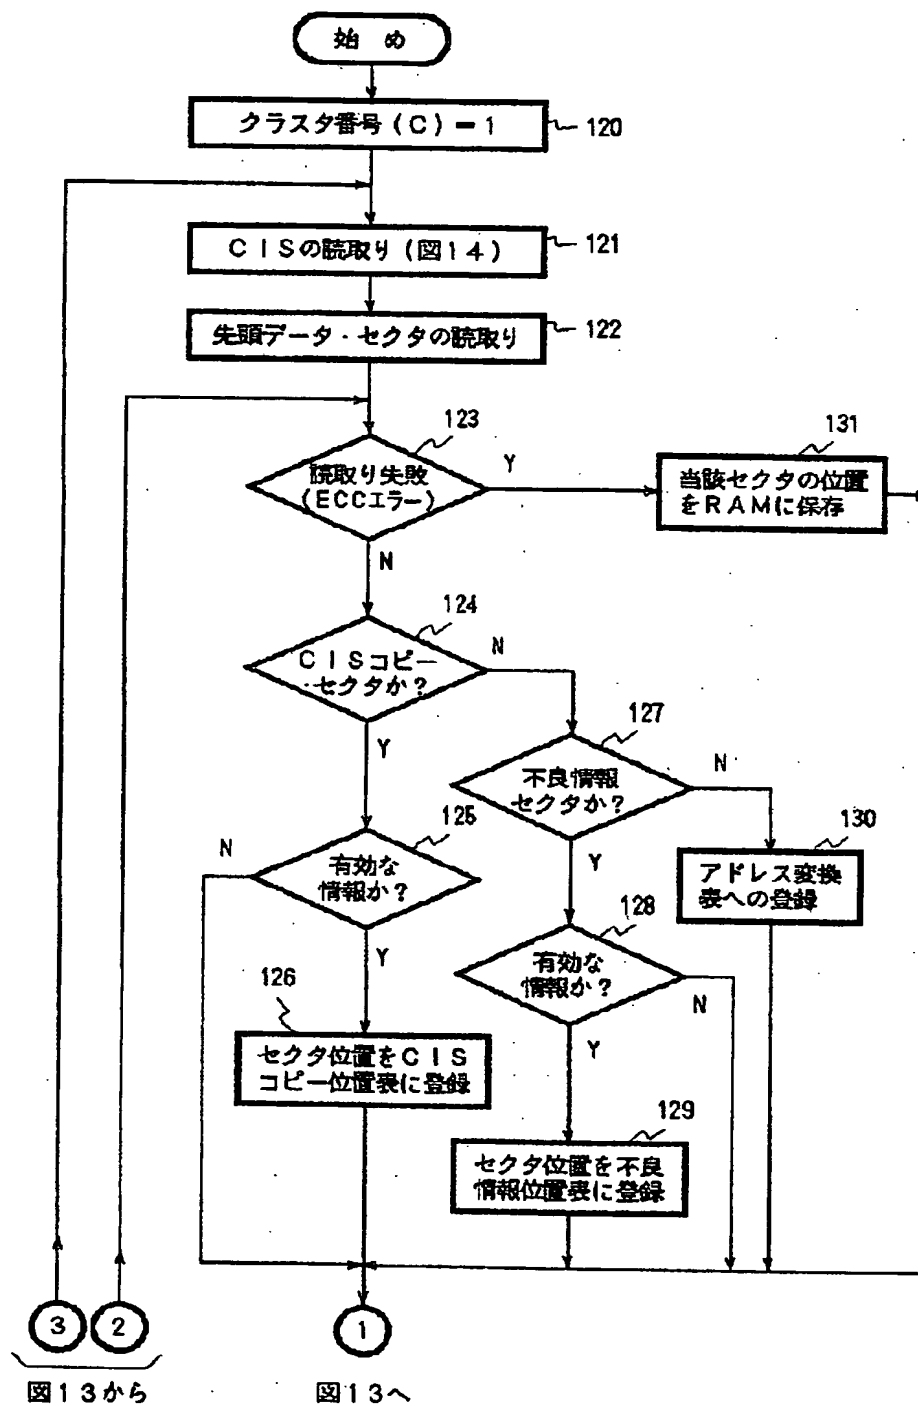 始 め
クラスタ番号(C)=1
120
CISの読取り(図14)
121
先頭データ・セクタの読取り
122
123
読取り失敗
(ECCエラー)
Y
N
131
当該セクタの位置
をRAMに保存
124
CISコピー
・セクタか?
N
Y
127
不良情報
セクタか?
N
Y
125
有効な
情報か?
N
Y
130
アドレス変換
表への登録
128
有効な
情報か?
N
Y
126
セクタ位置をCIS
コピー位置表に登録
129
セクタ位置を不良
情報位置表に登録
3
2
1
図13から
図13へ